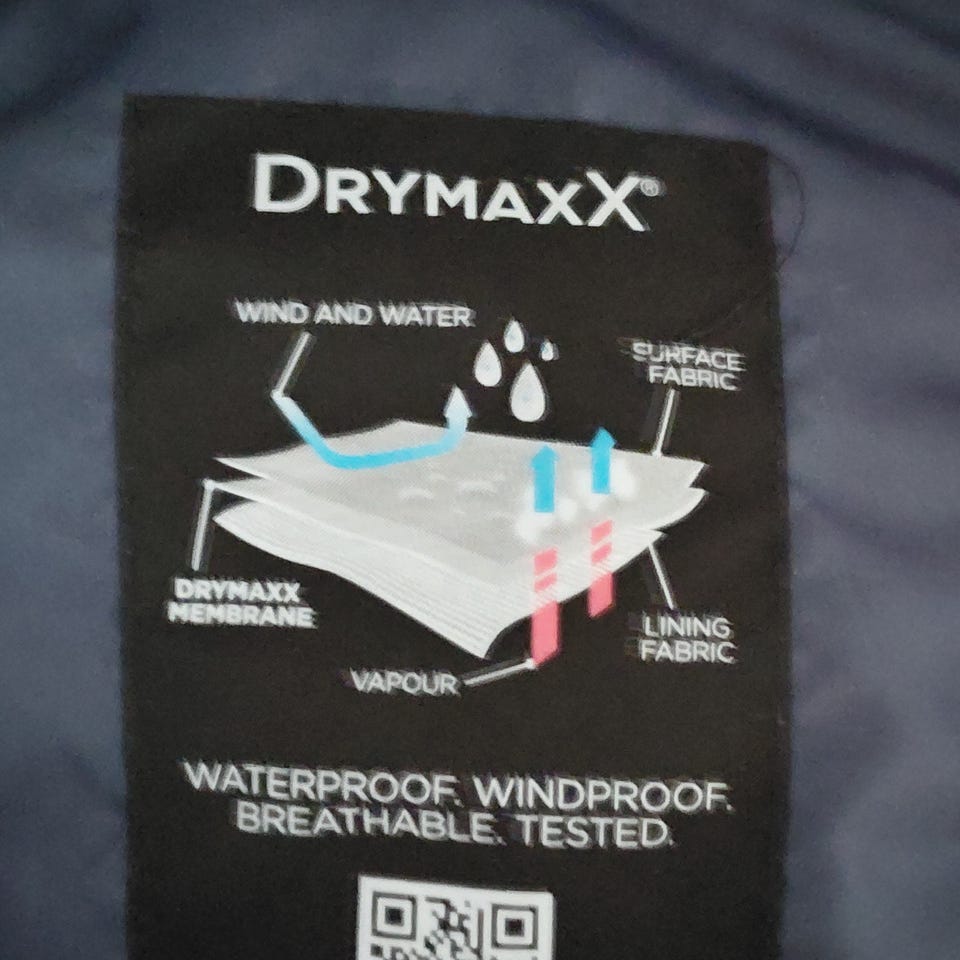 DRYMAXX®
WIND AND WATER
SURFACE
FABRIC
DRYMAXX
MEMBRANE
LINING
FABRIC
VAPOUR
WATERPROOF. WINDPROOF.
BREATHABLE. TESTED.